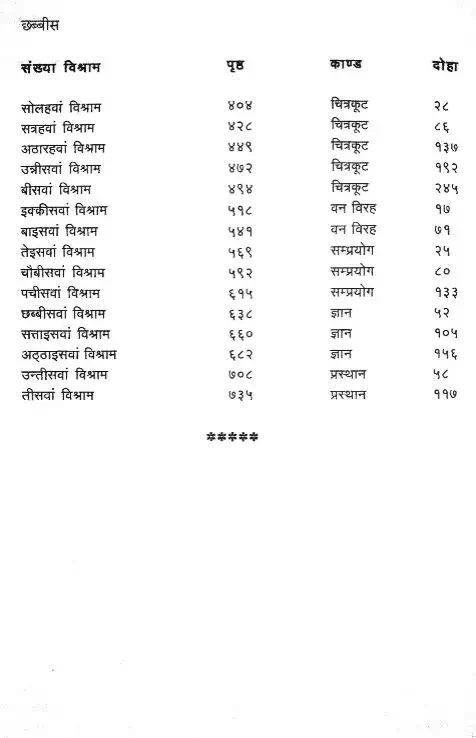 छब्बीस
संख्या विश्राम पृष्ठ काण्ड दोहा
सोलहवां विश्राम ४०४ चित्रकूट २८
सत्रहवां विश्राम ४२८ चित्रकूट ८६
अठारहवां विश्राम ४४९ चित्रकूट १३७
उन्नीसवां विश्राम ४७२ चित्रकूट १९२
बीसवां विश्राम ४९४ चित्रकूट २४५
इक्कीसवां विश्राम ५१८ वन विरह १७
बाइसवां विश्राम ५४१ वन विरह ७१
तेइसवां विश्राम ५६९ सम्प्रयोग २५
चौबीसवां विश्राम ५९२ सम्प्रयोग ८०
पचीसवां विश्राम ६१५ सम्प्रयोग १३३
छब्बीसवां विश्राम ६३८ ज्ञान ५२
सत्ताइसवां विश्राम ६६० ज्ञान १०५
अठ्ठाइसवां विश्राम ६८२ ज्ञान १५६
उन्तीसवां विश्राम ७०८ प्रस्थान ५८
तीसवां विश्राम ७३५ प्रस्थान ११७
*****